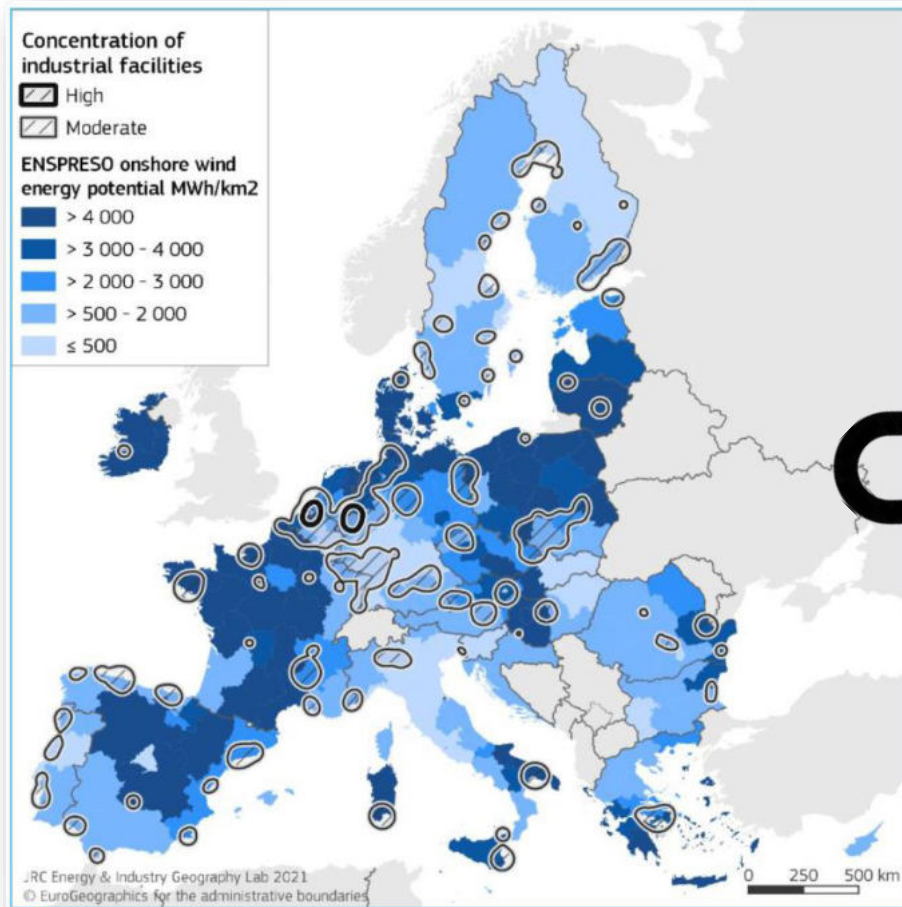 Concentration of
industrial facilities
High
Moderate
ENSPRESO onshore wind
energy potential MWh/km2
> 4 000
> 3 000 - 4 000
> 2 000 - 3 000
> 500 - 2 000
≤ 500
JRC Energy & Industry Geography Lab 2021
© EuroGeographics for the administrative boundaries
0 250 500 km